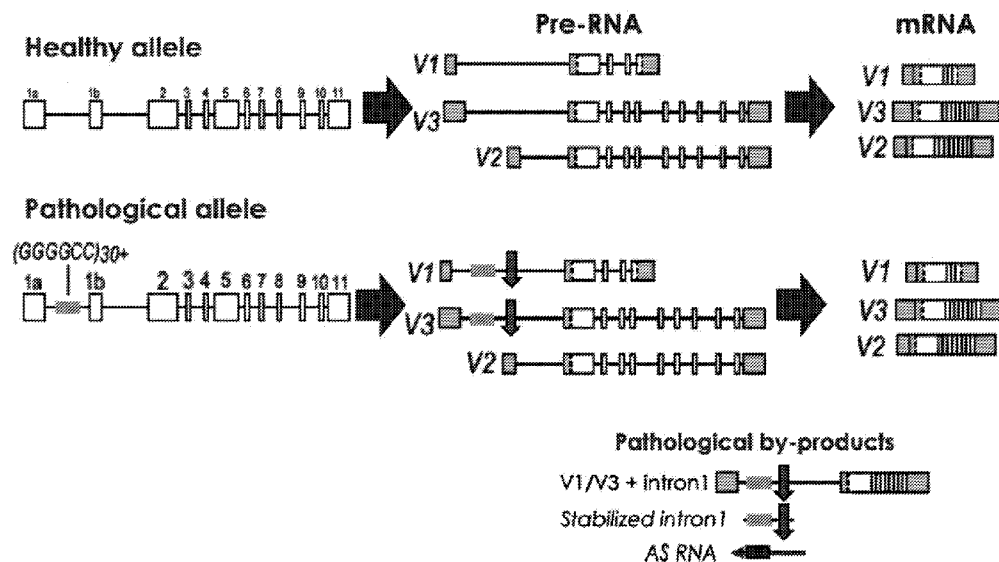 Pre-RNA
mRNA
Healthy allele
1a 1b 2 3 4 5 6 7 8 9 10 11
V1
V3
V2
V1
V3
V2
Pathological allele
(GGGGCC)30+
1a 1b 2 3 4 5 6 7 8 9 10 11
V1
V3
V2
V1
V3
V2
Pathological by-products
V1/V3 + intron1
Stabilized intron1
AS RNA